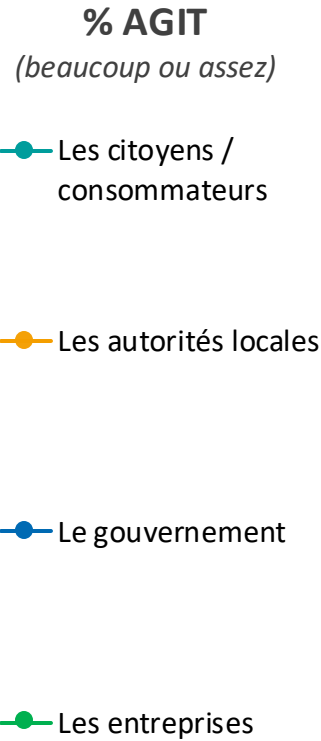 % AGIT
(beaucoup ou assez)
Les citoyens /
consommateurs
Les autorités locales
Le gouvernement
Les entreprises